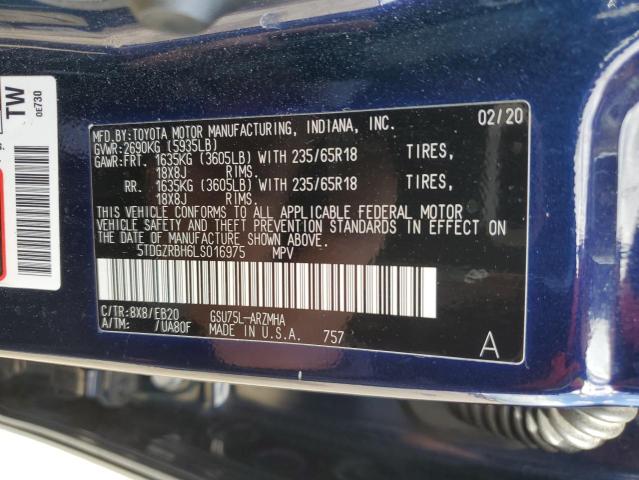 MFD.BY:TOYOTA MOTOR MANUFACTURING, INDIANA, INC. 02/20
GVWR:2690KG (5935LB)
GAWR:FRT. 1635KG (3605LB) WITH 235/65R18 TIRES,
18X8J RIMS.
RR. 1635KG (3605LB) WITH 235/65R18 TIRES,
18X8J RIMS.
THIS VEHICLE CONFORMS TO ALL APPLICABLE FEDERAL MOTOR
VEHICLE SAFETY AND THEFT PREVENTION STANDARDS IN EFFECT ON
THE DATE OF MANUFACTURE SHOWN ABOVE.
5TDGZRBH6LS016975 MPV
C/TR:8X8/EB20 GSU75L-ARZMHA
A/TM: /UA80F MADE IN U.S.A. 757
A
TW
0E730